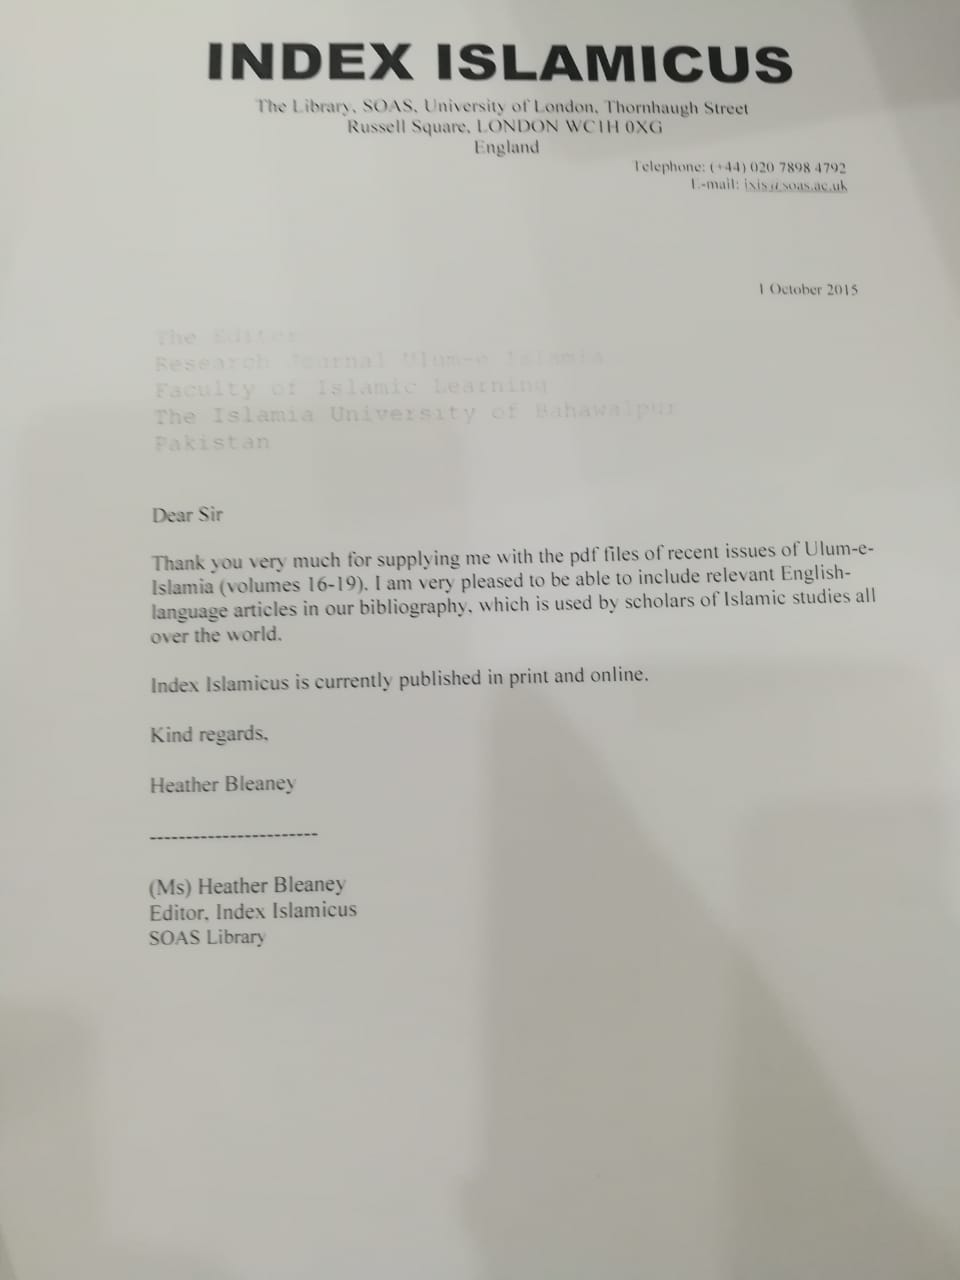 INDEX ISLAMICUS
The Library, SOAS, University of London, Thornhaugh Street
Russell Square, LONDON WC1H 0XG
England
Telephone: (+44) 020 7898 4792
E-mail: ixis@soas.ac.uk
1 October 2015
The Editor
Research Journal Ulum-e Islamia
Faculty of Islamic Learning
The Islamia University of Bahawalpur
Pakistan
Dear Sir
Thank you very much for supplying me with the pdf files of recent issues of Ulum-e-
Islamia (volumes 16-19). I am very pleased to be able to include relevant English-
language articles in our bibliography, which is used by scholars of Islamic studies all
over the world.
Index Islamicus is currently published in print and online.
Kind regards,
Heather Bleaney
-----------------------
(Ms) Heather Bleaney
Editor, Index Islamicus
SOAS Library